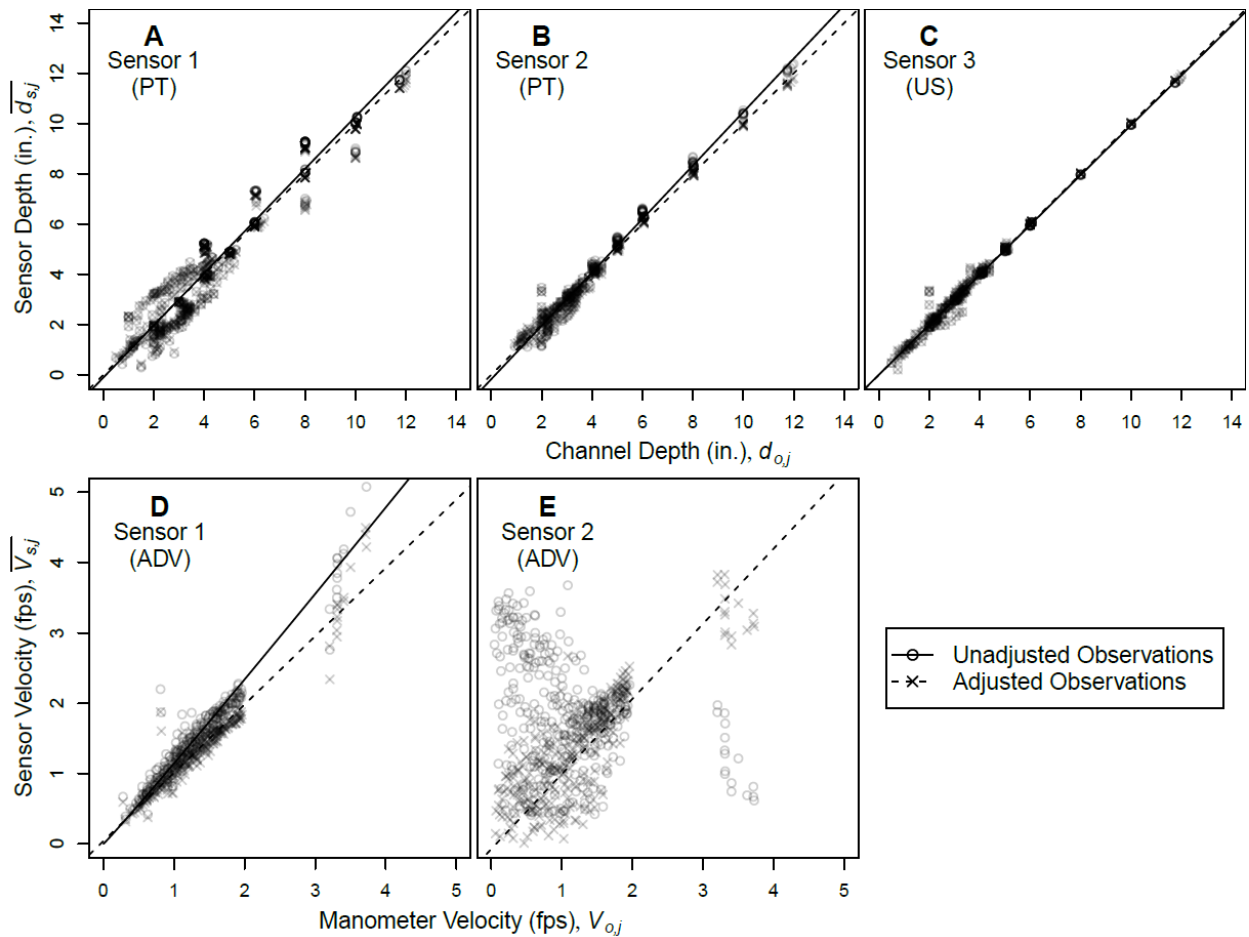 A
Sensor 1
(PT)
B
Sensor 2
(PT)
C
Sensor 3
(US)
Sensor Depth (in.), d s,j
14
12
10
8
6
4
2
0
0 2 4 6 8 10 12 14
0 2 4 6 8 10 12 14
0 2 4 6 8 10 12 14
Channel Depth (in.), d o,j
D
Sensor 1
(ADV)
E
Sensor 2
(ADV)
Sensor Velocity (fps), V s,j
5
4
3
2
1
0
0 1 2 3 4 5
0 1 2 3 4 5
Manometer Velocity (fps), V o,j
Unadjusted Observations
Adjusted Observations